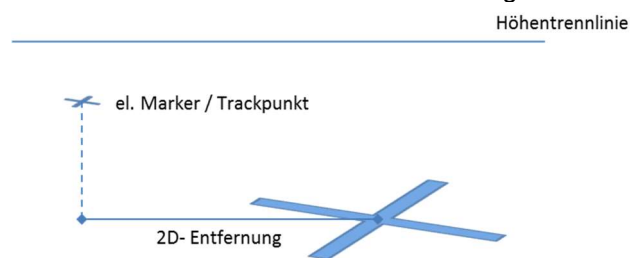 Höhentrennlinie
el. Marker / Trackpunkt
2D- Entfernung